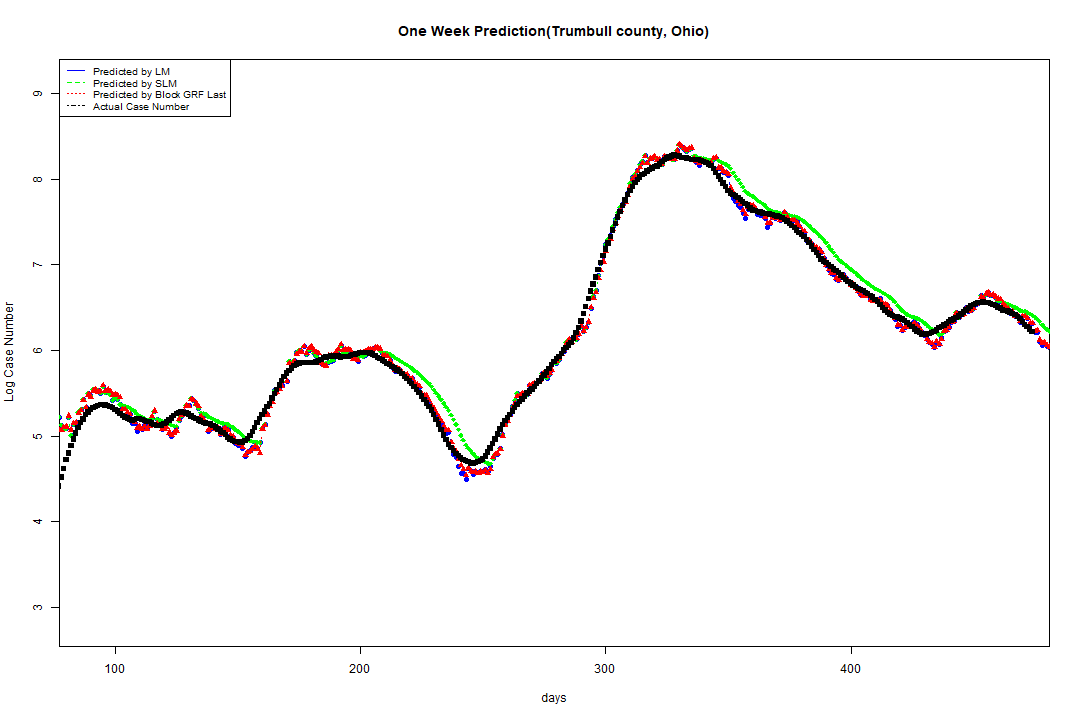 One Week Prediction(Trumbull county, Ohio)
Predicted by LM
Predicted by SLM
Predicted by Block GRF Last
Actual Case Number
9
8
7
6
5
4
3
Log Case Number
100
200
300
400
days